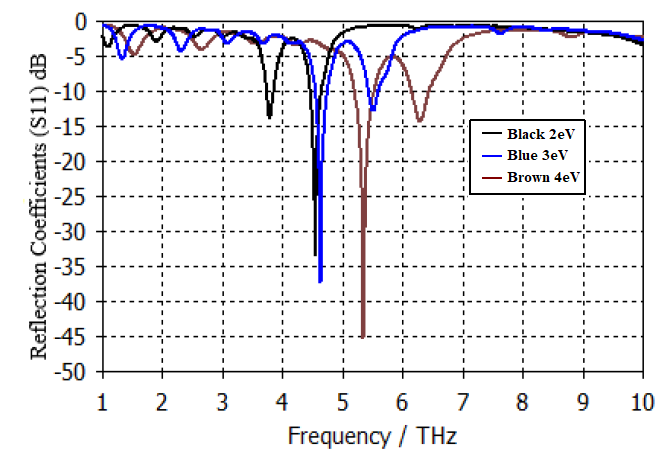 Reflection Coefficients (S11) dB
0
-5
-10
-15
-20
-25
-30
-35
-40
-45
-50
Black 2eV
Blue 3eV
Brown 4eV
1 2 3 4 5 6 7 8 9 10
Frequency / THz